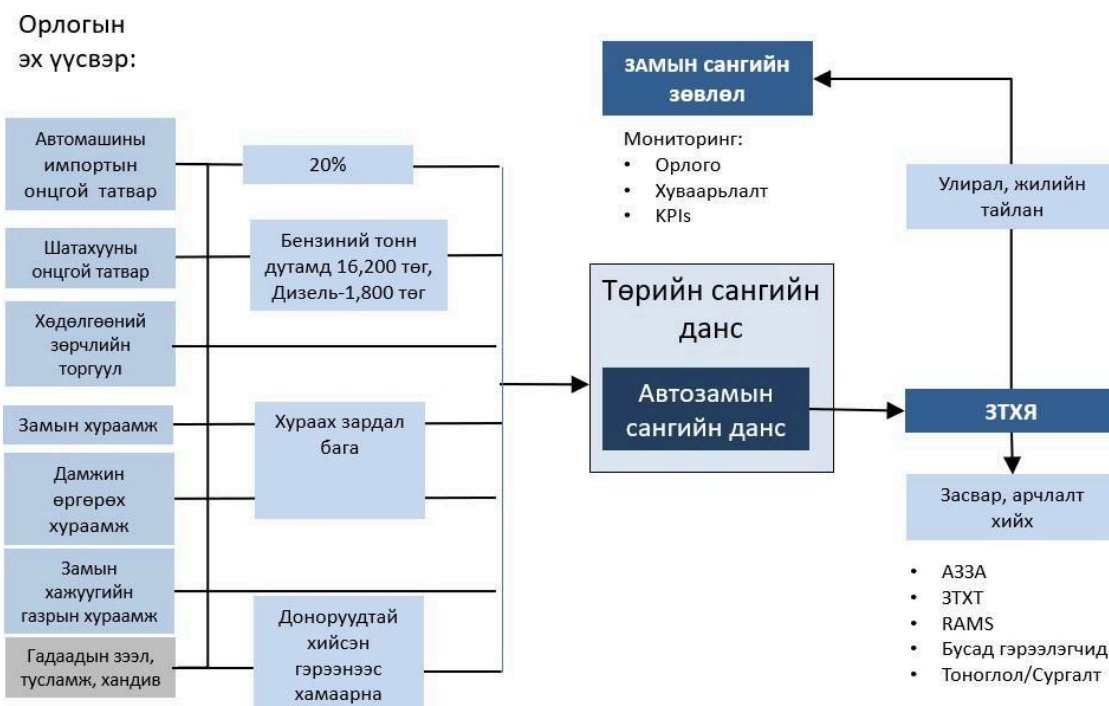 Орлогын
эх үүсвэр:
Автомашины
импортын
онцгой татвар
20%
Шатахууны
онцгой татвар
Бензиний тонн
дутамд 16,200 төг,
Дизель-1,800 төг
Хөдөлгөөний
зөрчлийн
торгуул
Замын хураамж
Хураах зардал
бага
Дамжин
өргөрөх
хураамж
Замын
хажуугийн
газрын хураамж
Гадаадын зээл,
тусламж, хандив
Доноруудтай
хийсэн
гэрээнээс
хамаарна
Төрийн сангийн
данс
Автозамын
сангийн данс
ЗАМЫН сангийн
зөвлөл
Мониторинг:
• Орлого
• Хуваарьлалт
• KPIs
Улирал, жилийн
тайлан
ЗТХЯ
Засвар, арчлалт
хийх
• АЗЗА
• ЗТХТ
• RAMS
• Бусад гэрээлэгчид
• Тоноглол/Сургалт